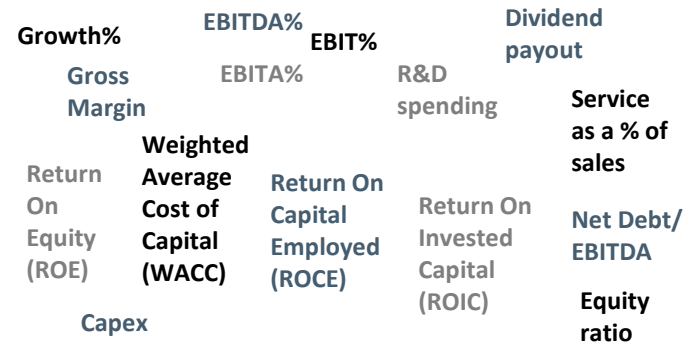 Growth%
EBITDA%
EBIT%
Dividend
payout
Gross
Margin
EBITA%
R&D
spending
Service
as a % of
sales
Weighted
Average
Cost of
Capital
(WACC)
Return
On
Equity
(ROE)
Return On
Capital
Employed
(ROCE)
Return On
Invested
Capital
(ROIC)
Net Debt/
EBITDA
Capex
Equity
ratio